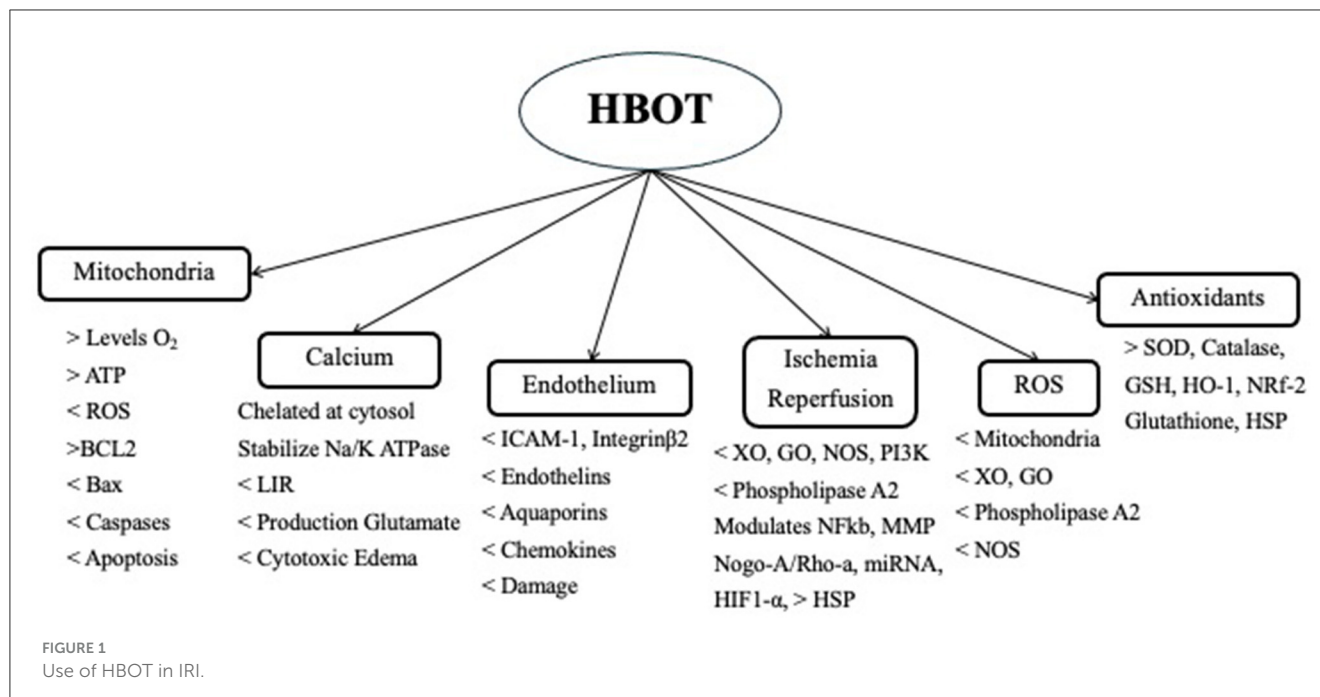 HBOT
Mitochondria
> Levels O₂
> ATP
< ROS
>BCL2
< Bax
< Caspases
< Apoptosis
Calcium
Chelated at cytosol
Stabilize Na/K ATPase
< LIR
< Production Glutamate
< Cytotoxic Edema
Endothelium
< ICAM-1, Integrinβ2
< Endothelins
< Aquaporins
< Chemokines
< Damage
Ischemia
Reperfusion
< XO, GO, NOS, PI3K
< Phospholipase A2
Modulates NFkb, MMP
Nogo-A/Rho-a, miRNA,
HIF1-α, > HSP
ROS
< Mitochondria
< XO, GO
< Phospholipase A2
< NOS
Antioxidants
> SOD, Catalase,
GSH, HO-1, NRf-2
Glutathione, HSP
FIGURE 1
Use of HBOT in IRI.